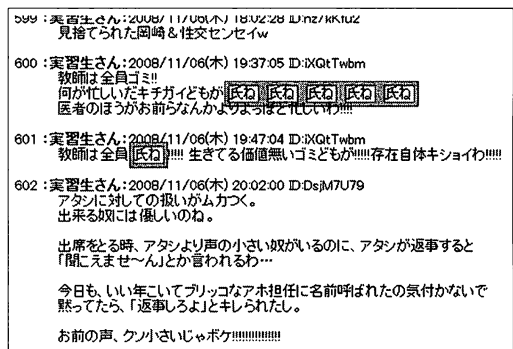 599 ：実習生さん：2008/11/06(木) 18:02:28 ID:nz7kKfu2
見捨てられた岡崎＆性交センセイw
600 ：実習生さん：2008/11/06(木) 19:37:05 ID:iXQtTwbm
教師は全員ゴミ!!
何が忙しいだキチガイどもが 氏ね 氏ね 氏ね 氏ね 氏ね
医者のほうがお前らなんかよりよっぽど忙しいわ!!!!
601 ：実習生さん：2008/11/06(木) 19:47:04 ID:iXQtTwbm
教師は全員 氏ね !!!!! 生きてる価値無いゴミどもが!!!!!存在自体キショイわ!!!!!
602 ：実習生さん：2008/11/06(木) 20:02:00 ID:DsjM7U79
アタシに対しての扱いがムカつく。
出来る奴には優しいのね。
出席をとる時、アタシより声の小さい奴がいるのに、アタシが返事すると
「聞こえませ～ん」とか言われるわ…
今日も、いい年こいてブリッコなアホ担任に名前呼ばれたの気付かないで
黙ってたら、「返事しろよ」とキレられたし。
お前の声、クソ小さいじゃボケ!!!!!!!!!!!!!!